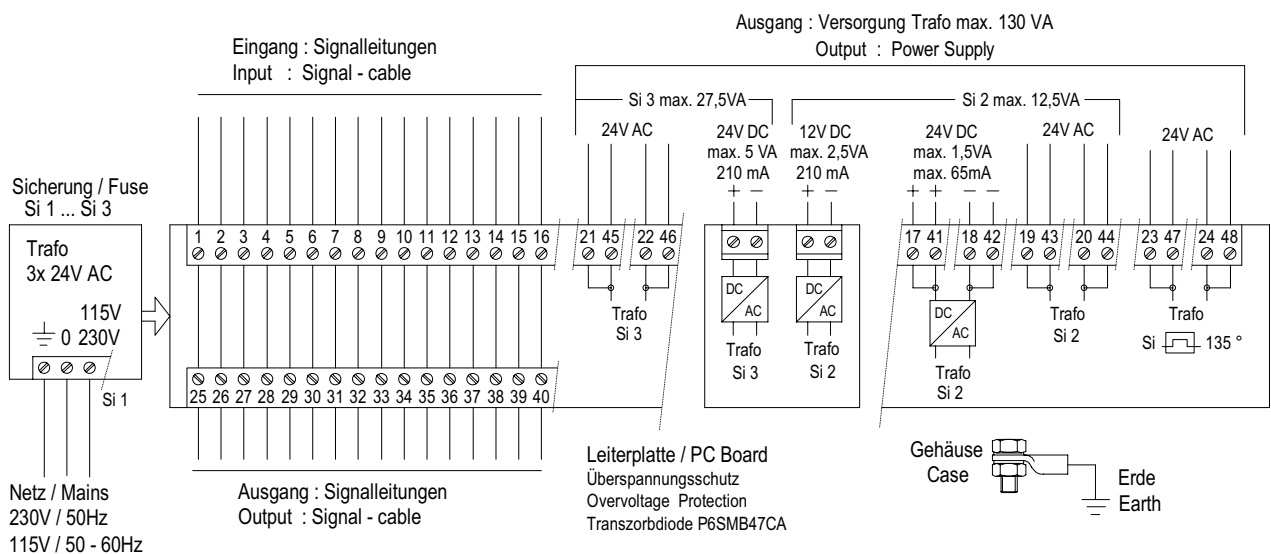 Ausgang : Versorgung Trafo max. 130 VA
Output : Power Supply
Eingang : Signalleitungen
Input : Signal - cable
Si 3 max. 27,5VA
Si 2 max. 12,5VA
24V AC
24V DC
max. 5 VA
210 mA
+ −
12V DC
max. 2,5VA
210 mA
+ −
24V DC
max. 1,5VA
max. 65mA
+ + − −
24V AC
24V AC
Sicherung / Fuse
Si 1 ... Si 3
Trafo
3x 24V AC
115V
0 230V
Si 1
1 2 3 4 5 6 7 8 9 10 11 12 13 14 15 16
21 45 22 46
17 41 18 42 19 43 20 44 23 47 24 48
Trafo
Si 3
DC
AC
Trafo
Si 3
DC
AC
Trafo
Si 2
DC
AC
Trafo
Si 2
Trafo
Si 2
Trafo
Si 135 °
25 26 27 28 29 30 31 32 33 34 35 36 37 38 39 40
Netz / Mains
230V / 50Hz
115V / 50 - 60Hz
Ausgang : Signalleitungen
Output : Signal - cable
Leiterplatte / PC Board
Überspannungsschutz
Overvoltage Protection
Transzorbdiode P6SMB47CA
Gehäuse
Case
Erde
Earth